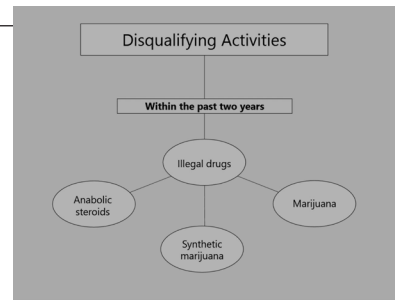 Disqualifying Activities
Within the past two years
Illegal drugs
Anabolic
steroids
Marijuana
Synthetic
marijuana